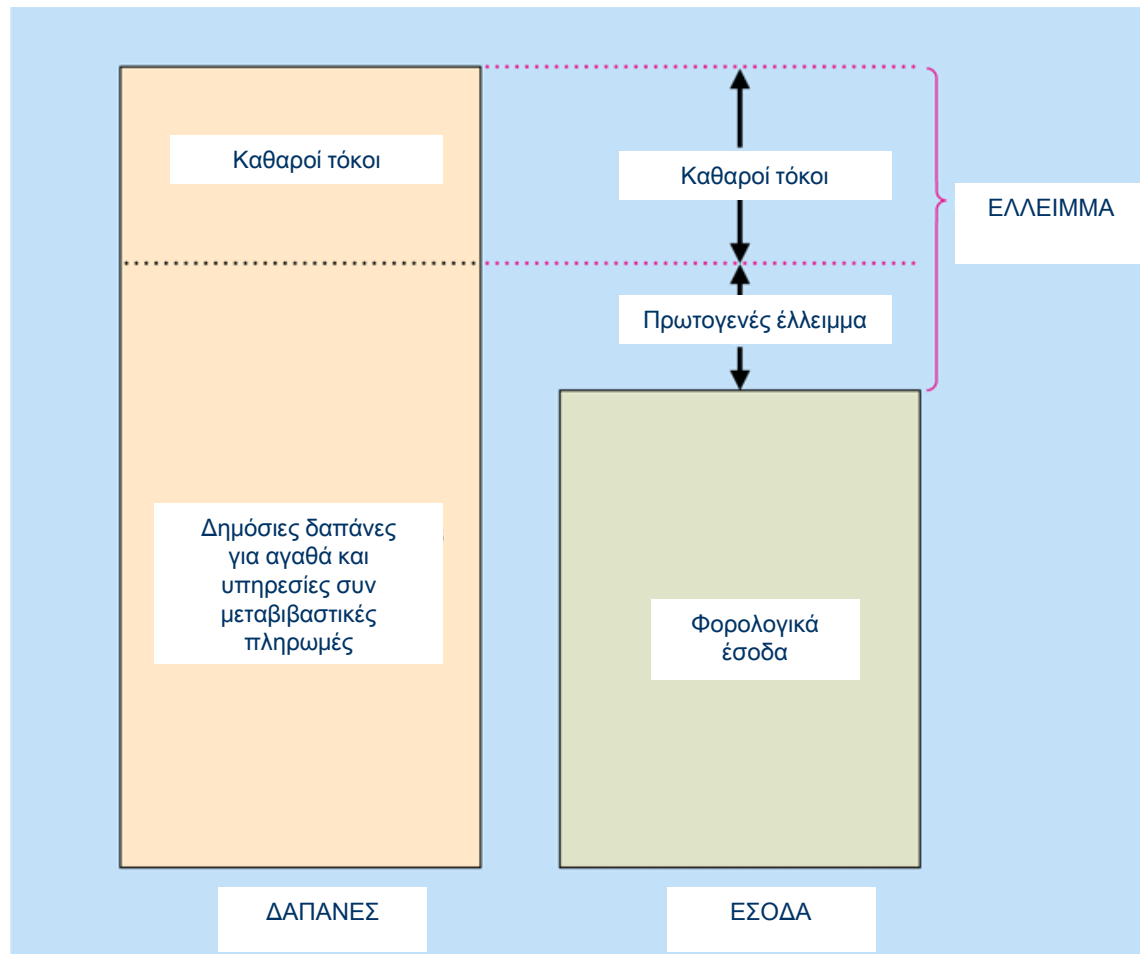 Καθαροί τόκοι
Καθαροί τόκοι
ΕΛΛΕΙΜΜΑ
Πρωτογενές έλλειμμα
Δημόσιες δαπάνες
για αγαθά και
υπηρεσίες συν
μεταβιβαστικές
πληρωμές
Φορολογικά
έσοδα
ΔΑΠΑΝΕΣ
ΕΣΟΔΑ